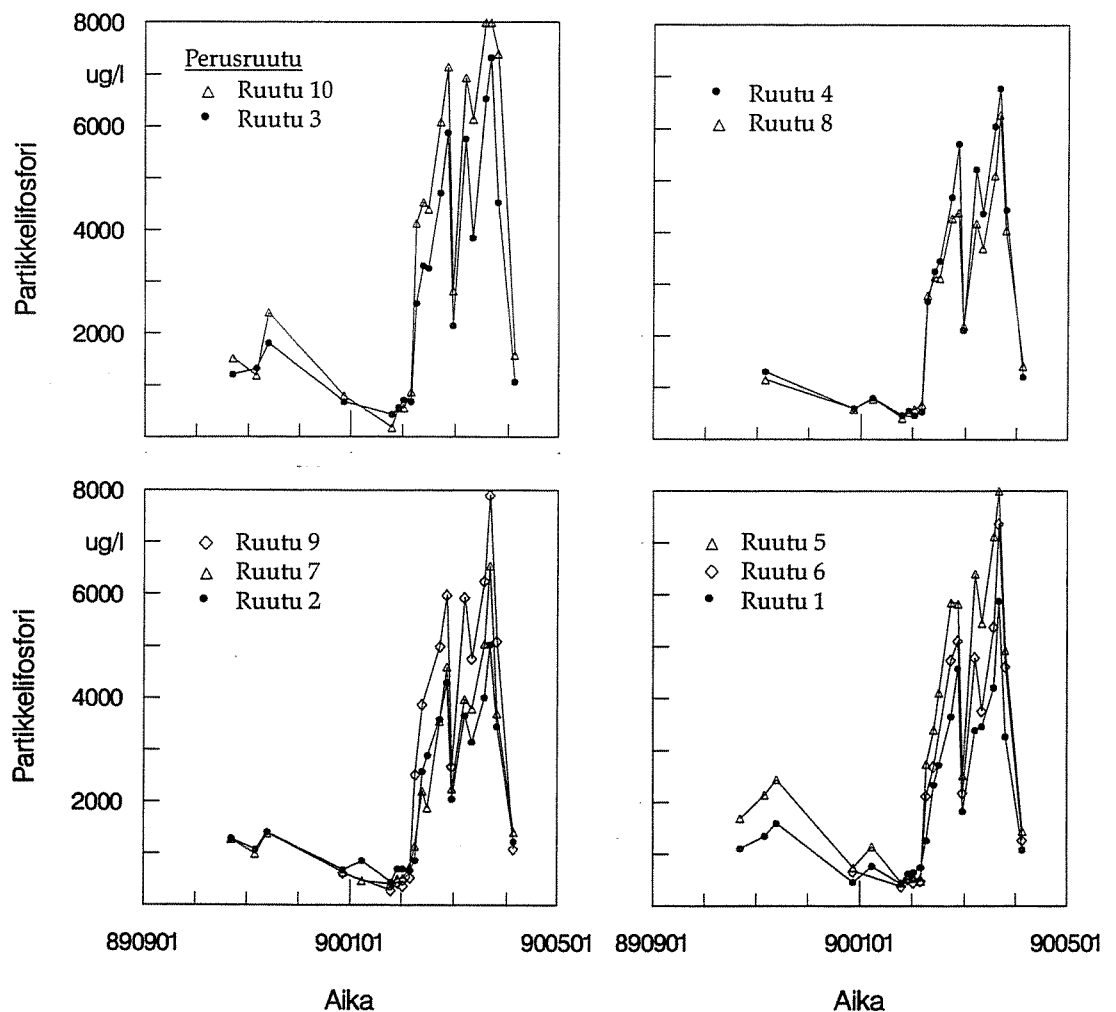 8000
ug/l
6000
4000
2000
Partikkelifosfori
Perusruutu
Ruutu 10
Ruutu 3
Ruutu 4
Ruutu 8
8000
ug/l
6000
4000
2000
Partikkelifosfori
Ruutu 9
Ruutu 7
Ruutu 2
Ruutu 5
Ruutu 6
Ruutu 1
890901
900101
900501
890901
900101
900501
Aika
Aika